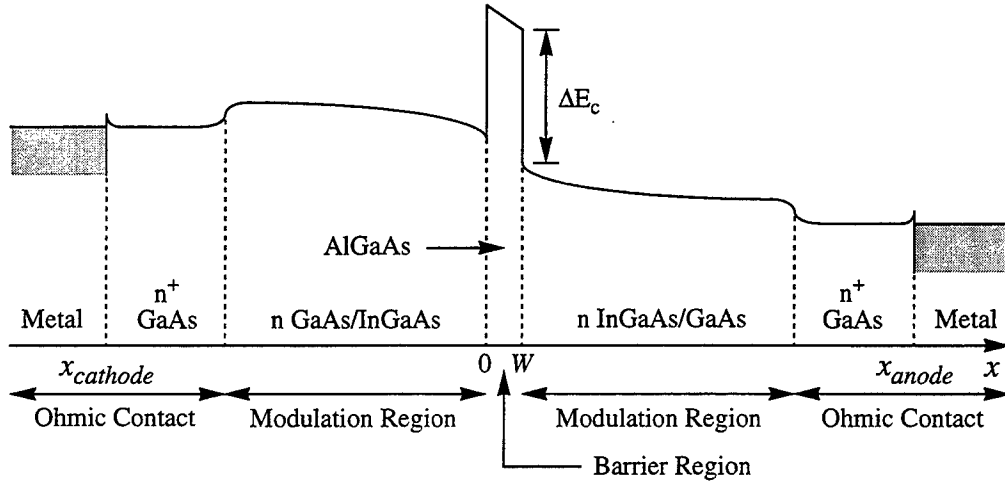 ΔE_c
AlGaAs
n⁺ n⁺
Metal GaAs n GaAs/InGaAs n InGaAs/GaAs GaAs Metal
x_cathode 0 W x_anode x
Ohmic Contact Modulation Region Modulation Region Ohmic Contact
Barrier Region